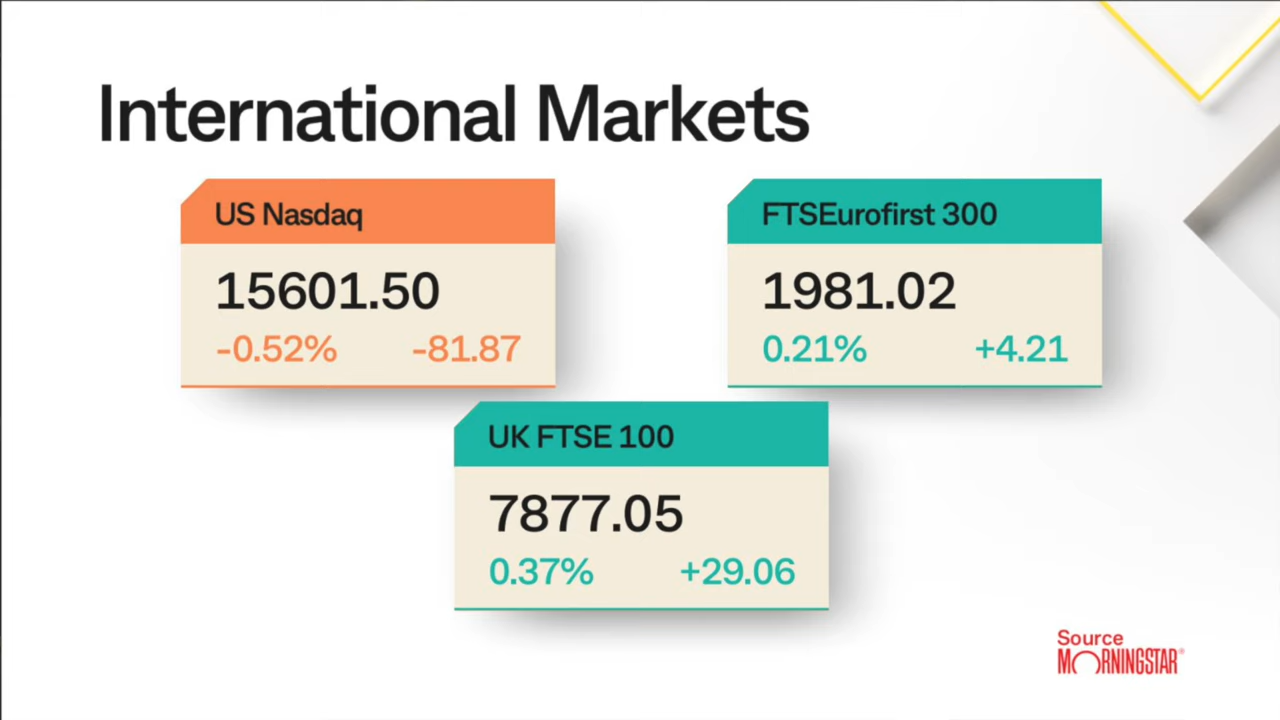 International Markets
US Nasdaq
15601.50
-0.52% -81.87
FTSEurofirst 300
1981.02
0.21% +4.21
UK FTSE 100
7877.05
0.37% +29.06
Source
MORNINGSTAR®